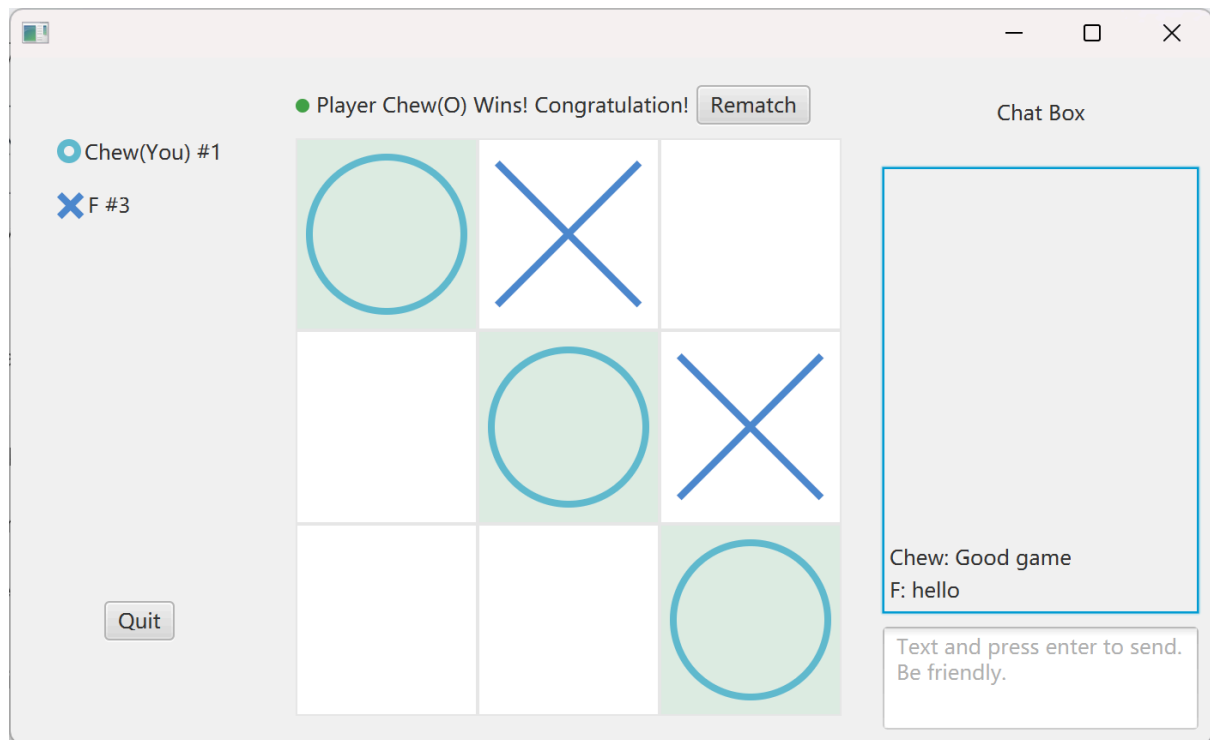 Player Chew(O) Wins! Congratulation! Rematch
Chat Box
Chew(You) #1
F #3
Chew: Good game
F: hello
Quit
Text and press enter to send.
Be friendly.